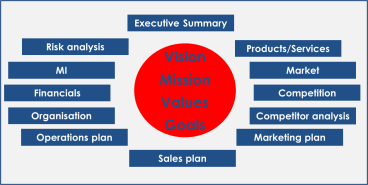 Executive Summary
Risk analysis
Products/Services
Vision
MI
Market
Mission
Financials
Competition
Values
Organisation
Competitor analysis
Goals
Operations plan
Marketing plan
Sales plan